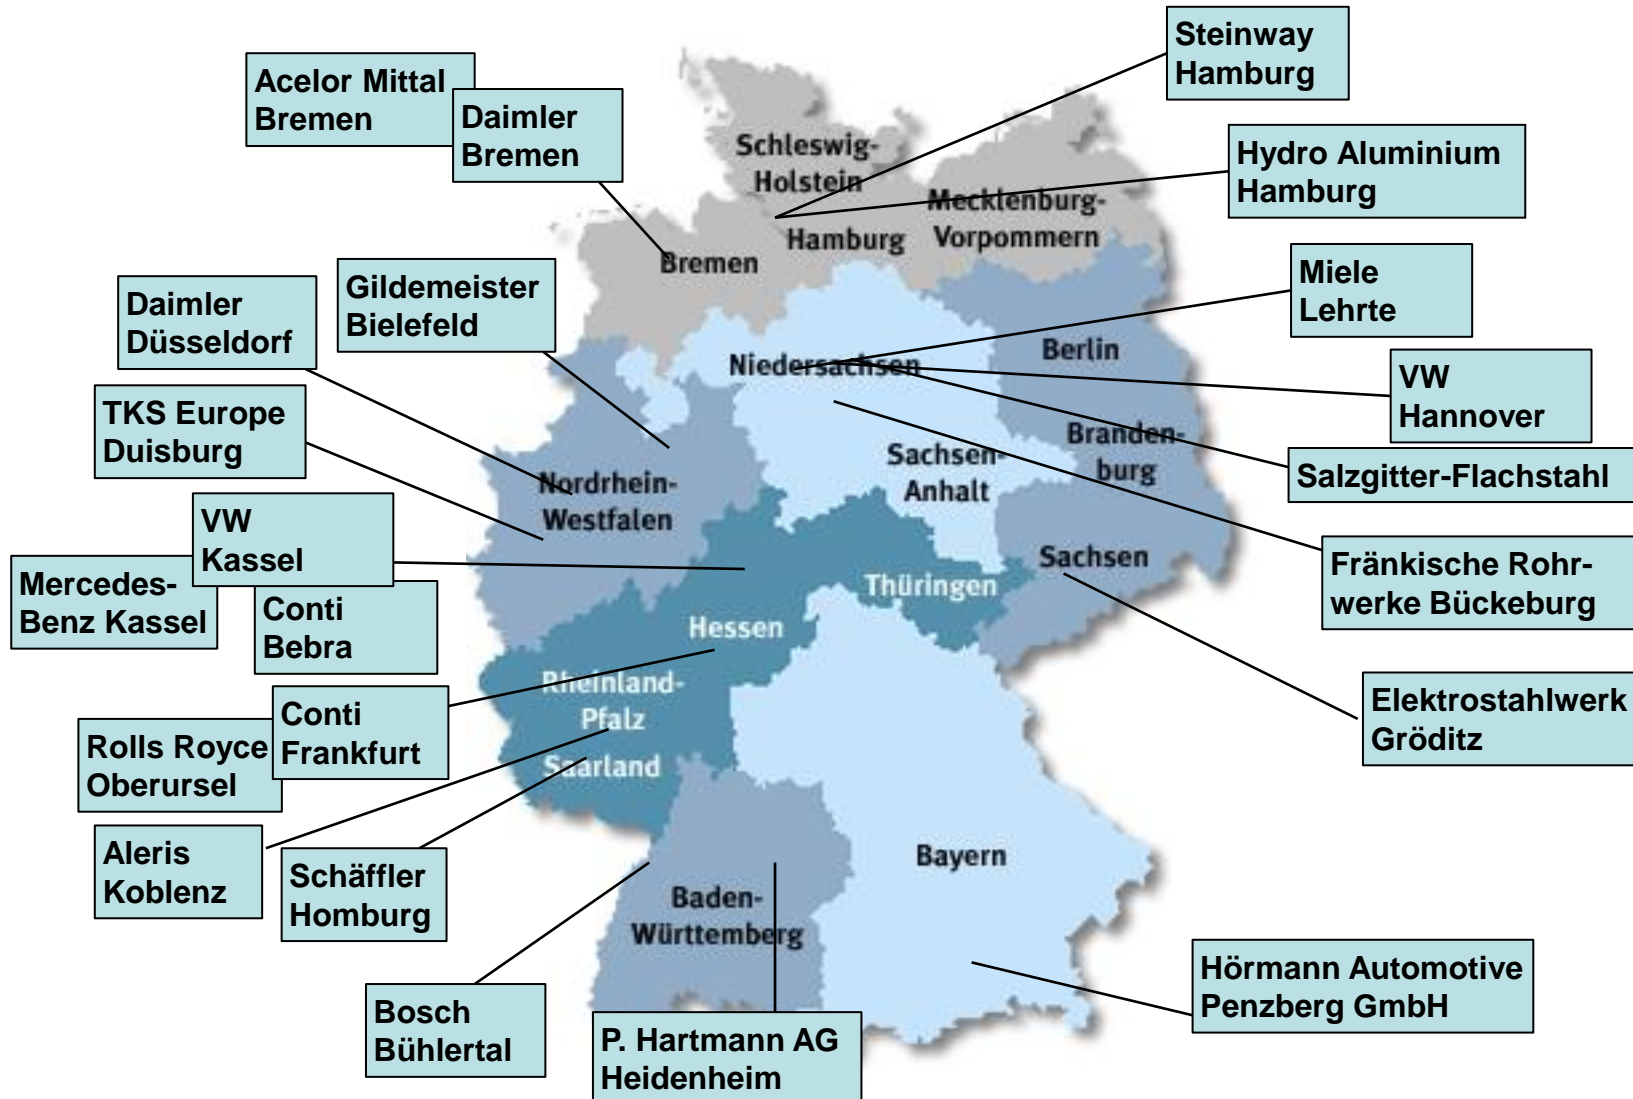 Steinway
Hamburg
Acelor Mittal
Bremen
Daimler
Bremen
Hydro Aluminium
Hamburg
Schleswig-
Holstein
Mecklenburg-
Vorpommern
Hamburg
Bremen
Miele
Lehrte
Gildemeister
Bielefeld
Daimler
Düsseldorf
Niedersachsen
Berlin
VW
Hannover
TKS Europe
Duisburg
Branden-
burg
Sachsen-
Anhalt
Salzgitter-Flachstahl
Nordrhein-
Westfalen
VW
Kassel
Mercedes-
Benz Kassel
Conti
Bebra
Sachsen
Thüringen
Fränkische Rohr-
werke Bückeburg
Hessen
Rheinland-
Pfalz
Saarland
Conti
Frankfurt
Rolls Royce
Oberursel
Elektrostahlwerk
Gröditz
Aleris
Koblenz
Schäffler
Homburg
Bayern
Baden-
Württemberg
Hörmann Automotive
Penzberg GmbH
Bosch
Bühlertal
P. Hartmann AG
Heidenheim